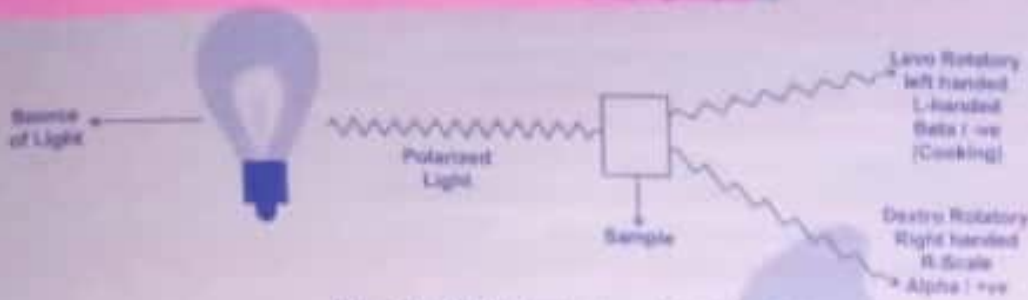 Source
of Light
Polarized
Light
Sample
Levo Rotatory
left handed
L-handed
Beta / -ve
(Cooking)
Dextro Rotatory
Right handed
R-Scale
Alpha / +ve